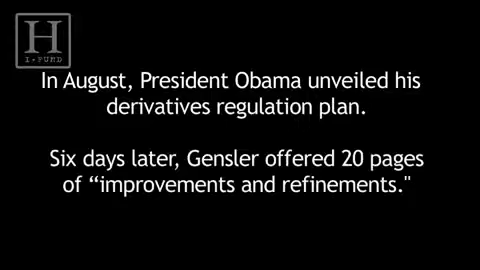 H
I-FUND
In August, President Obama unveiled his
derivatives regulation plan.
Six days later, Gensler offered 20 pages
of “improvements and refinements."